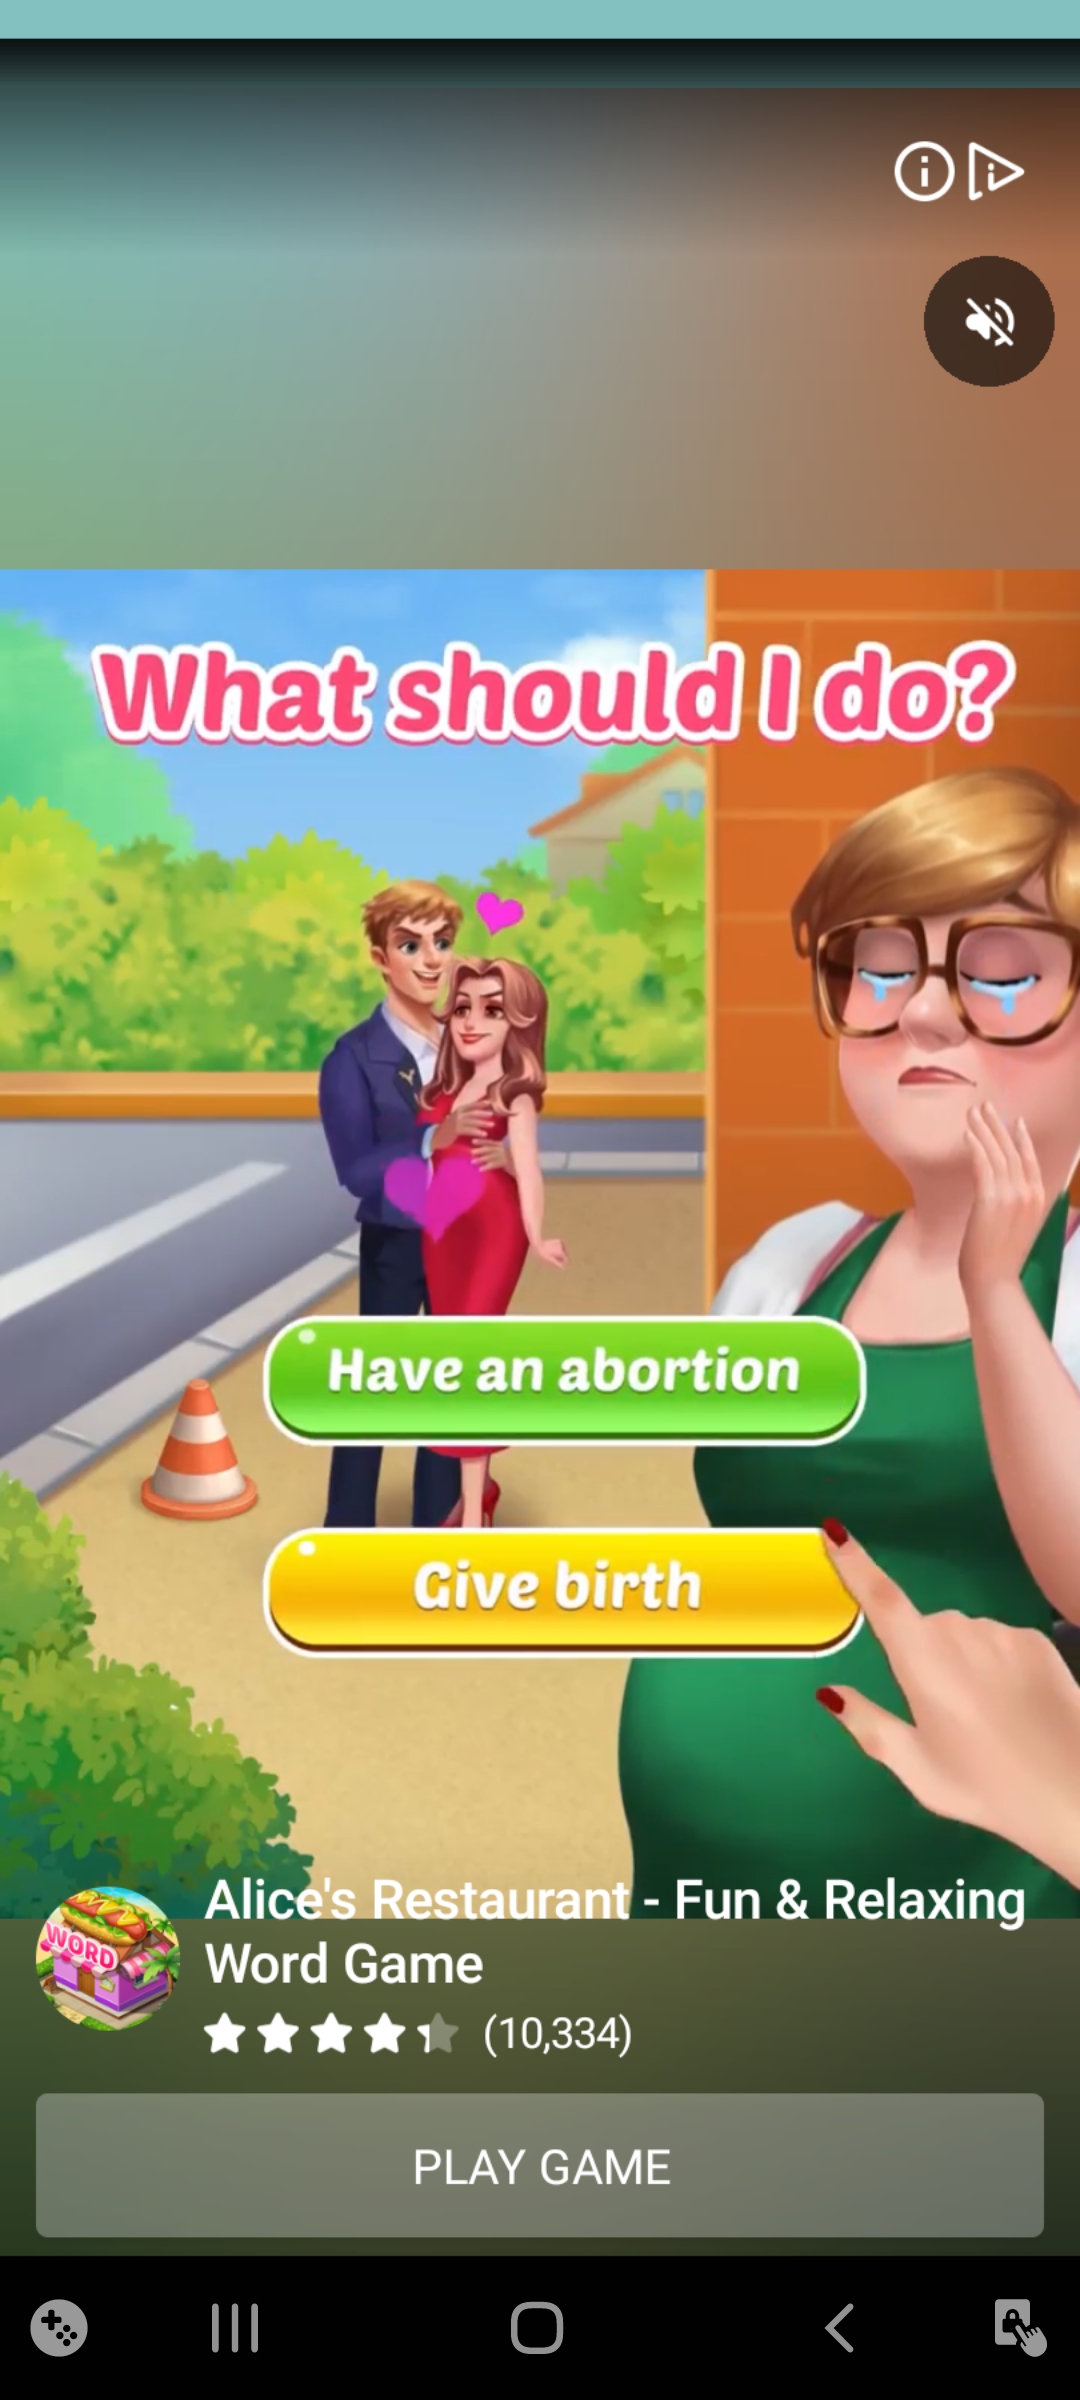 What should I do?
Have an abortion
Give birth
WORD
Alice's Restaurant - Fun & Relaxing
Word Game
(10,334)
PLAY GAME